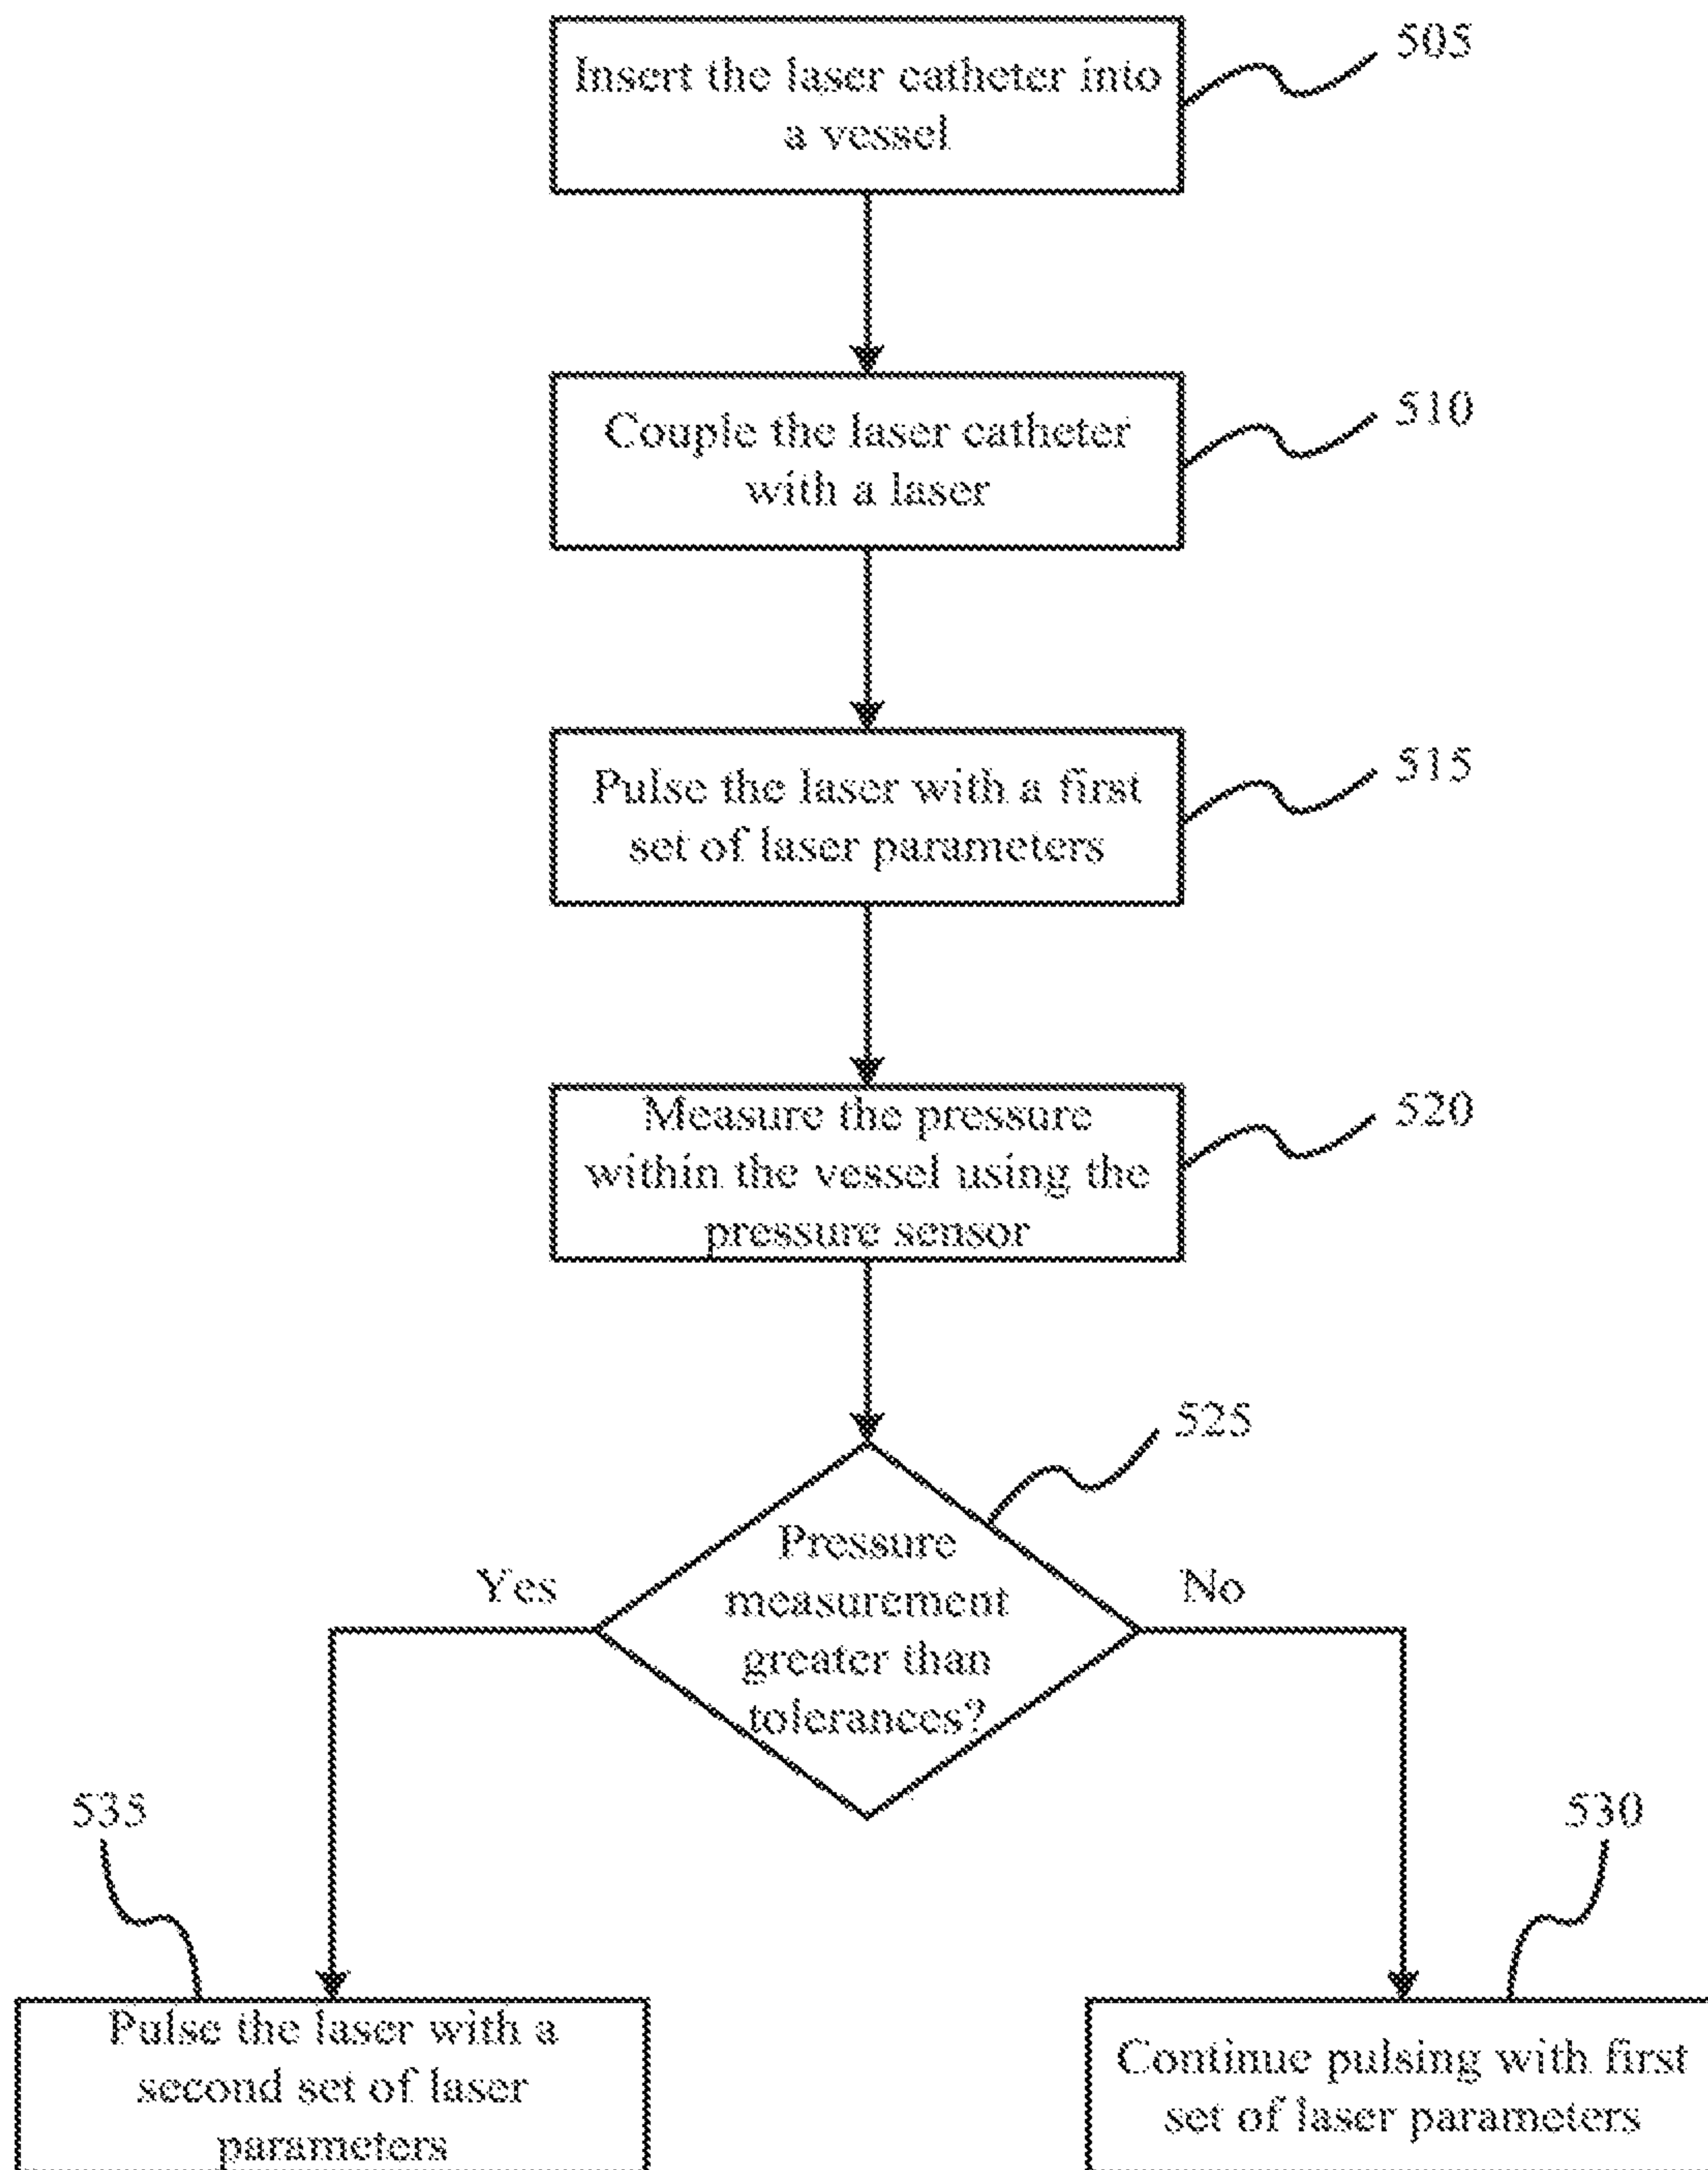 Insert the laser catheter into
a vessel
505
Couple the laser catheter
with a laser
510
Pulse the laser with a first
set of laser parameters
515
Measure the pressure
within the vessel using the
pressure sensor
520
525
Pressure
measurement
greater than
tolerances?
Yes
No
535
530
Pulse the laser with a
second set of laser
parameters
Continue pulsing with first
set of laser parameters